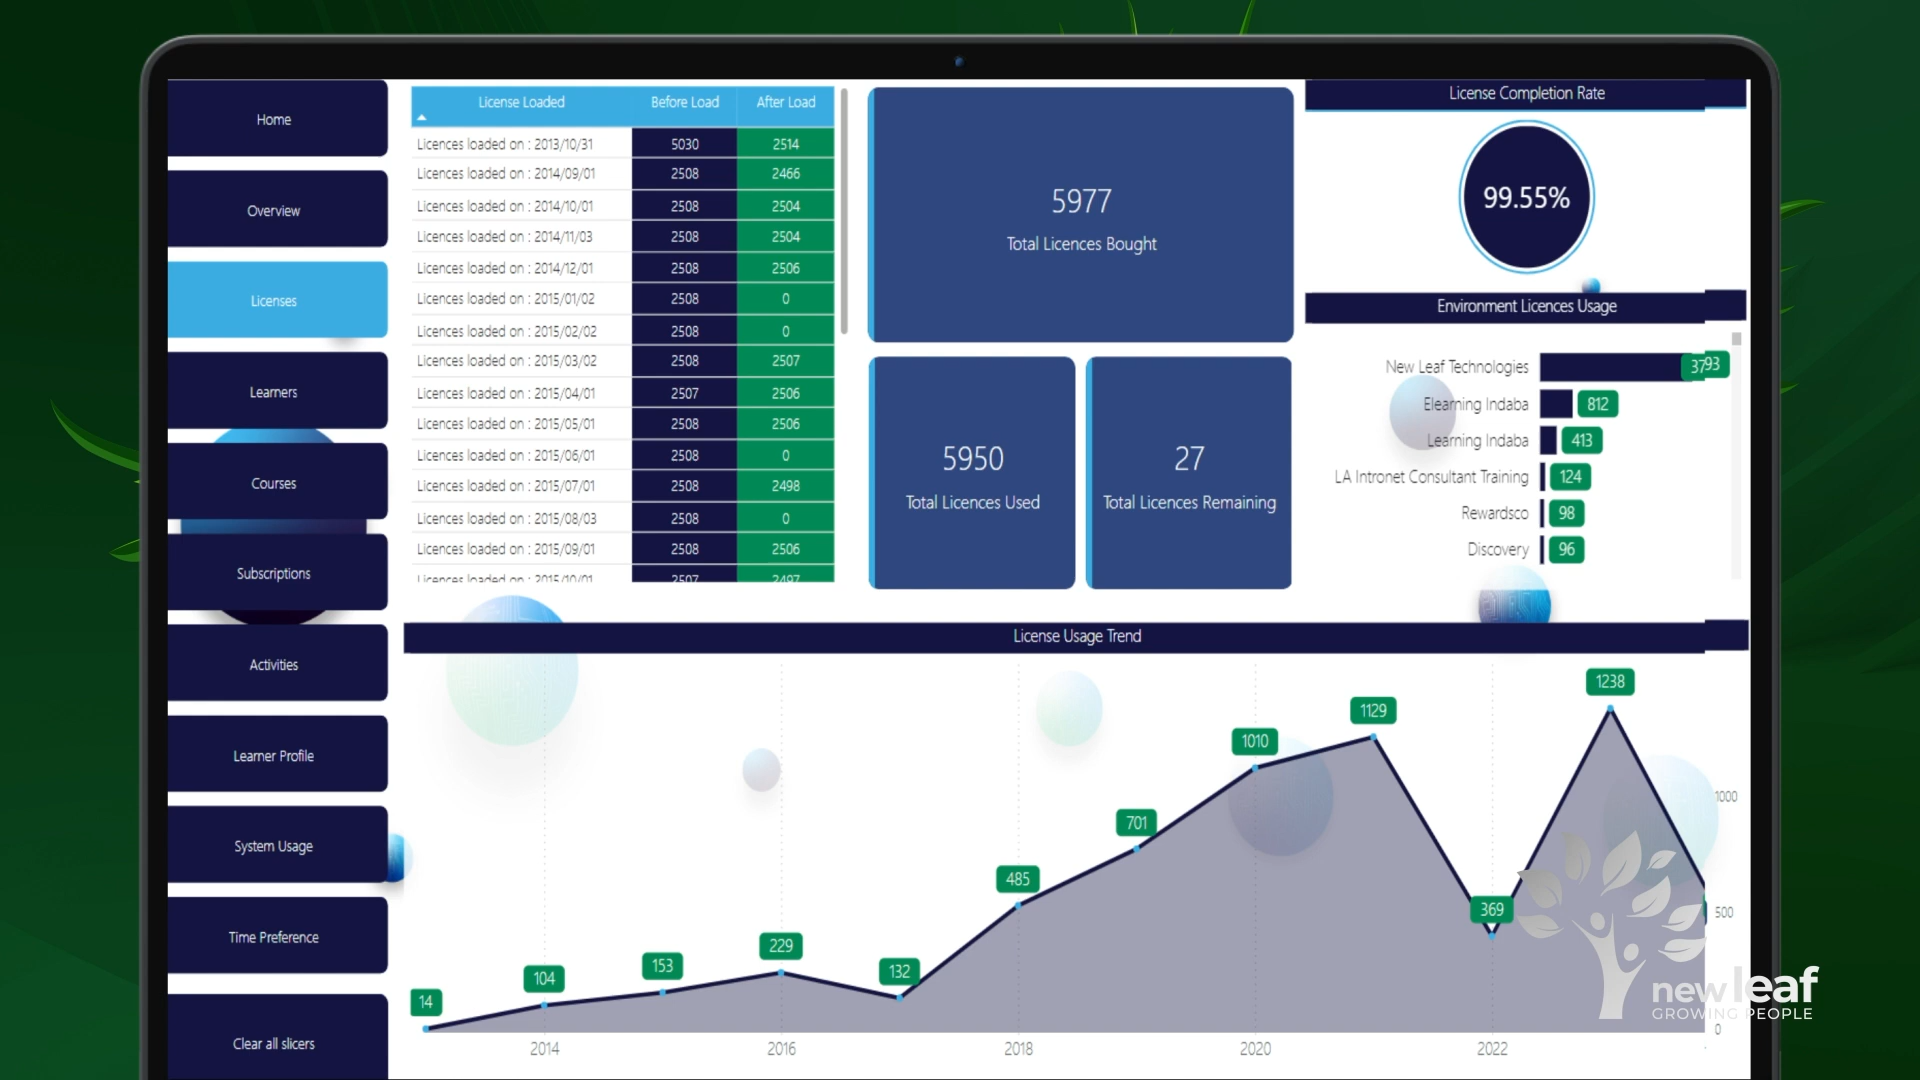 Home
Overview
Licenses
Learners
Courses
Subscriptions
Activities
Learner Profile
System Usage
Time Preference
Clear all slicers
License Loaded Before Load After Load
Licences loaded on : 2013/10/31 5030 2514
Licences loaded on : 2014/09/01 2508 2466
Licences loaded on : 2014/10/01 2508 2504
Licences loaded on : 2014/11/03 2508 2504
Licences loaded on : 2014/12/01 2508 2506
Licences loaded on : 2015/01/02 2508 0
Licences loaded on : 2015/02/02 2508 0
Licences loaded on : 2015/03/02 2508 2507
Licences loaded on : 2015/04/01 2507 2506
Licences loaded on : 2015/05/01 2508 2506
Licences loaded on : 2015/06/01 2508 0
Licences loaded on : 2015/07/01 2508 2498
Licences loaded on : 2015/08/03 2508 0
Licences loaded on : 2015/09/01 2508 2506
Licences loaded on : 2015/10/01 2507 2497
5977
Total Licences Bought
5950
Total Licences Used
27
Total Licences Remaining
License Completion Rate
99.55%
Environment Licences Usage
New Leaf Technologies 3793
Elearning Indaba 812
Learning Indaba 413
LA Intronet Consultant Training 124
Rewardsco 98
Discovery 96
License Usage Trend
14
104
153
229
132
485
701
1010
1129
369
1238
1000
500
0
2014 2016 2018 2020 2022
new leaf
GROWING PEOPLE